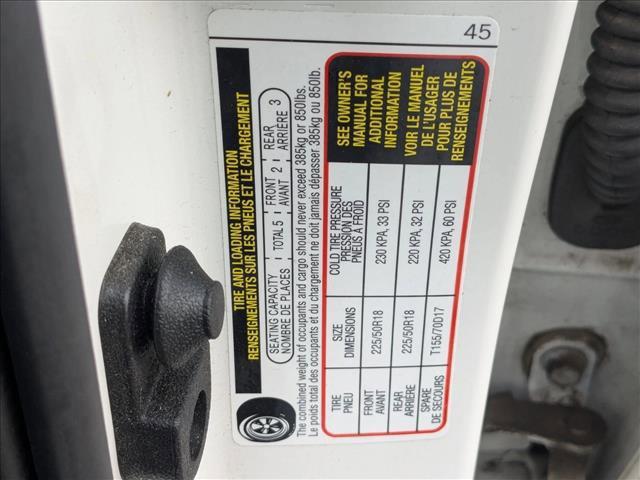 45
TIRE AND LOADING INFORMATION
RENSEIGNEMENTS SUR LES PNEUS ET LE CHARGEMENT
SEATING CAPACITY
NOMBRE DE PLACES
TOTAL 5
FRONT
AVANT 2
REAR
ARRIÈRE 3
The combined weight of occupants and cargo should never exceed 385kg or 850lbs.
Le poids total des occupants et du chargement ne doit jamais dépasser 385kg ou 850lb.
TIRE
PNEU
SIZE
DIMENSIONS
COLD TIRE PRESSURE
PRESSION DES
PNEUS À FROID
FRONT
AVANT
225/50R18
230 KPA, 33 PSI
REAR
ARRIÈRE
225/50R18
220 KPA, 32 PSI
SPARE
DE SECOURS
T155/70D17
420 KPA, 60 PSI
SEE OWNER'S
MANUAL FOR
ADDITIONAL
INFORMATION
VOIR LE MANUEL
DE L'USAGER
POUR PLUS DE
RENSEIGNEMENTS